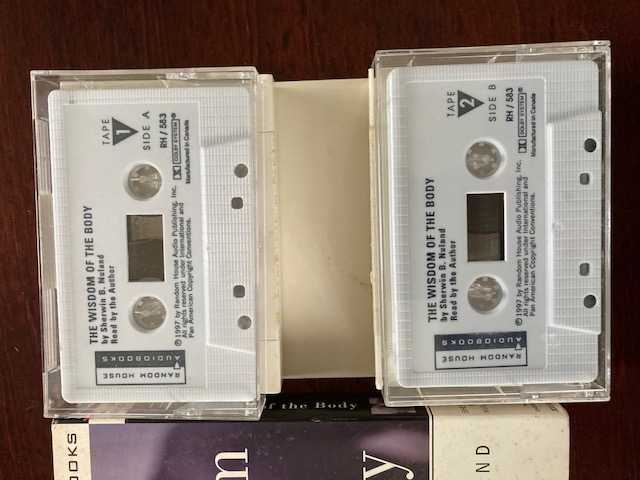 TAPE
1
SIDE A
RH / 583
DOLBY SYSTEM®
Manufactured in Canada
THE WISDOM OF THE BODY
by Sherwin B. Nuland
Read by the Author
℗ 1997 by Random House Audio Publishing, Inc.
All rights reserved under International and
Pan American Copyright Conventions.
RANDOM HOUSE
AUDIOBOOKS
TAPE
2
SIDE B
RH / 583
DOLBY SYSTEM®
Manufactured in Canada
THE WISDOM OF THE BODY
by Sherwin B. Nuland
Read by the Author
℗ 1997 by Random House Audio Publishing, Inc.
All rights reserved under International and
Pan American Copyright Conventions.
RANDOM HOUSE
AUDIOBOOKS
of the Body
OOKS
m
y
ND